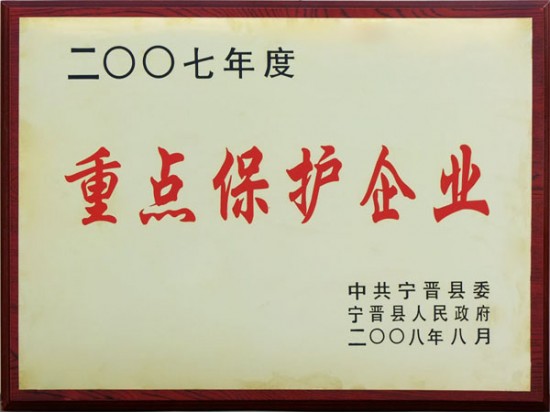 二〇〇七年度
重点保护企业
中共宁晋县委
宁晋县人民政府
二〇〇八年八月